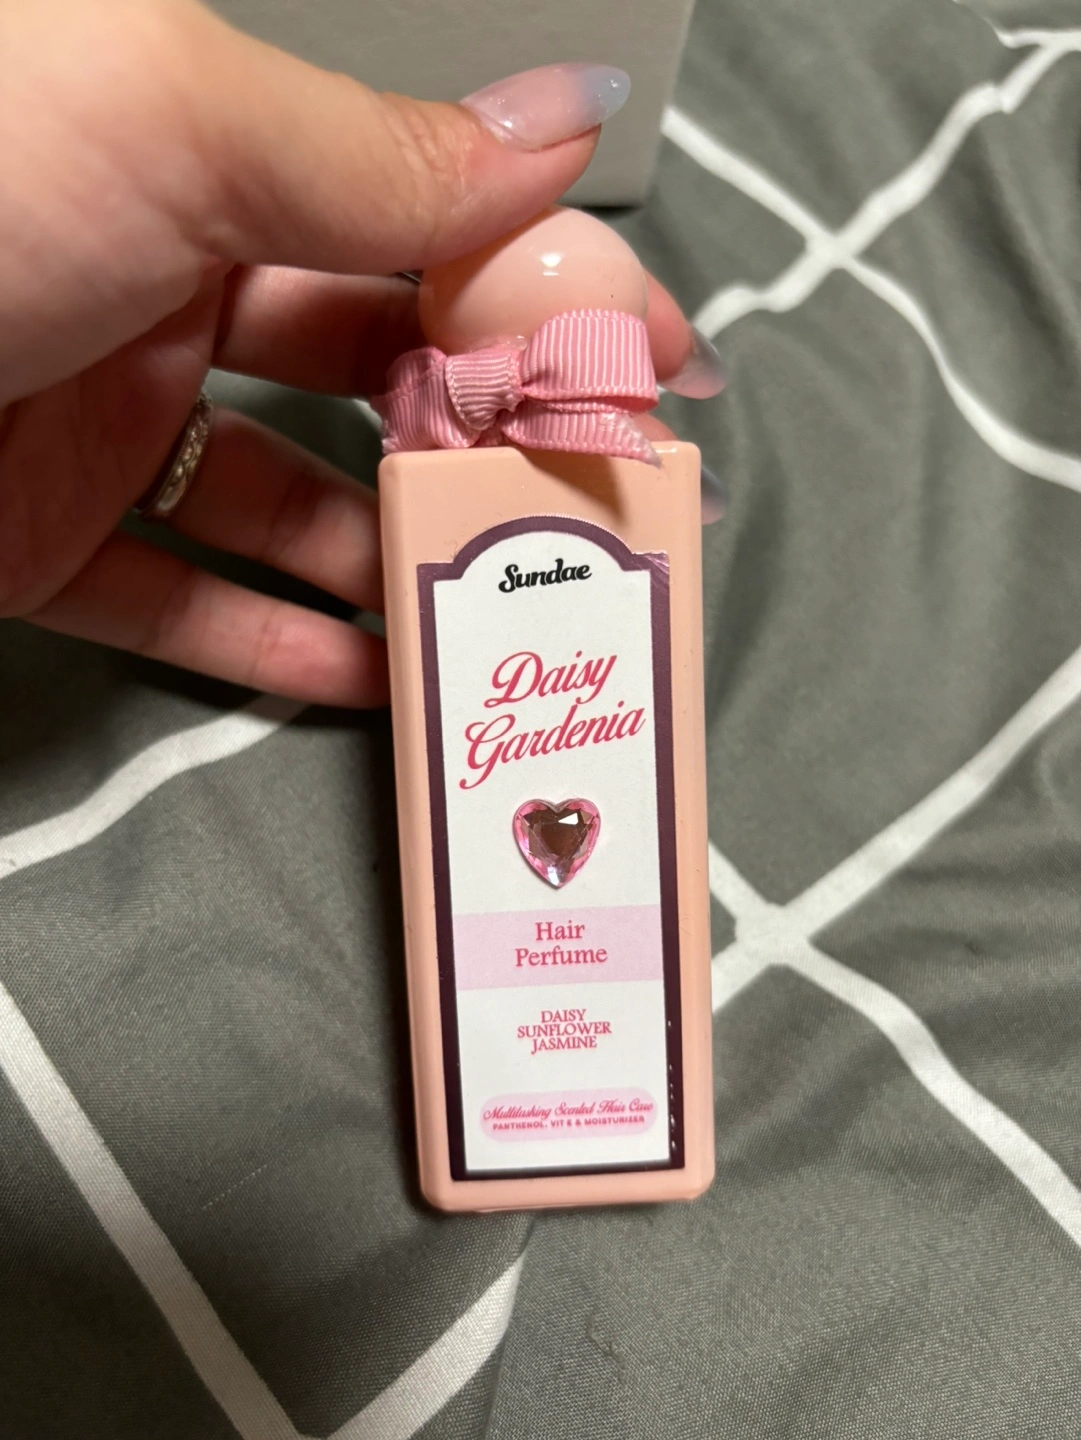 Sundae
Daisy
Gardenia
Hair
Perfume
DAISY
SUNFLOWER
JASMINE
Multitasking Scented Hair Care
PANTHENOL, VIT E & MOISTURIZER